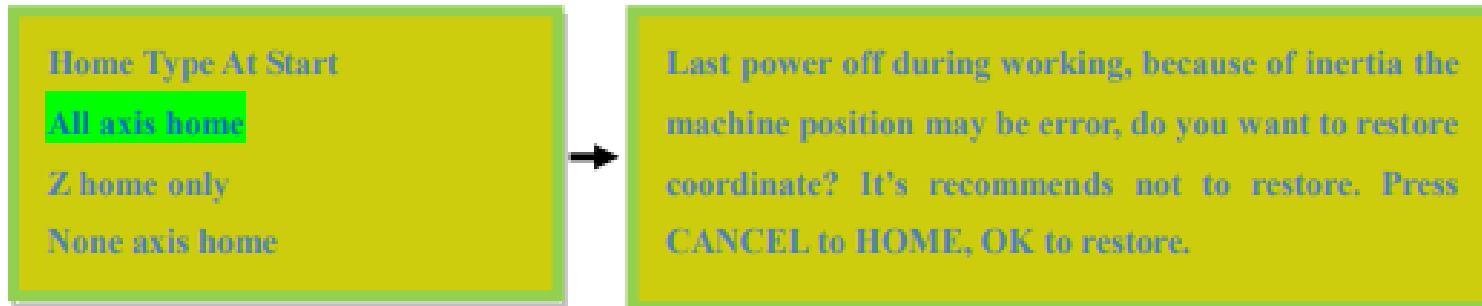 Home Type At Start
All axis home
Z home only
None axis home
Last power off during working, because of inertia the
machine position may be error, do you want to restore
coordinate? It's recommends not to restore. Press
CANCEL to HOME, OK to restore.